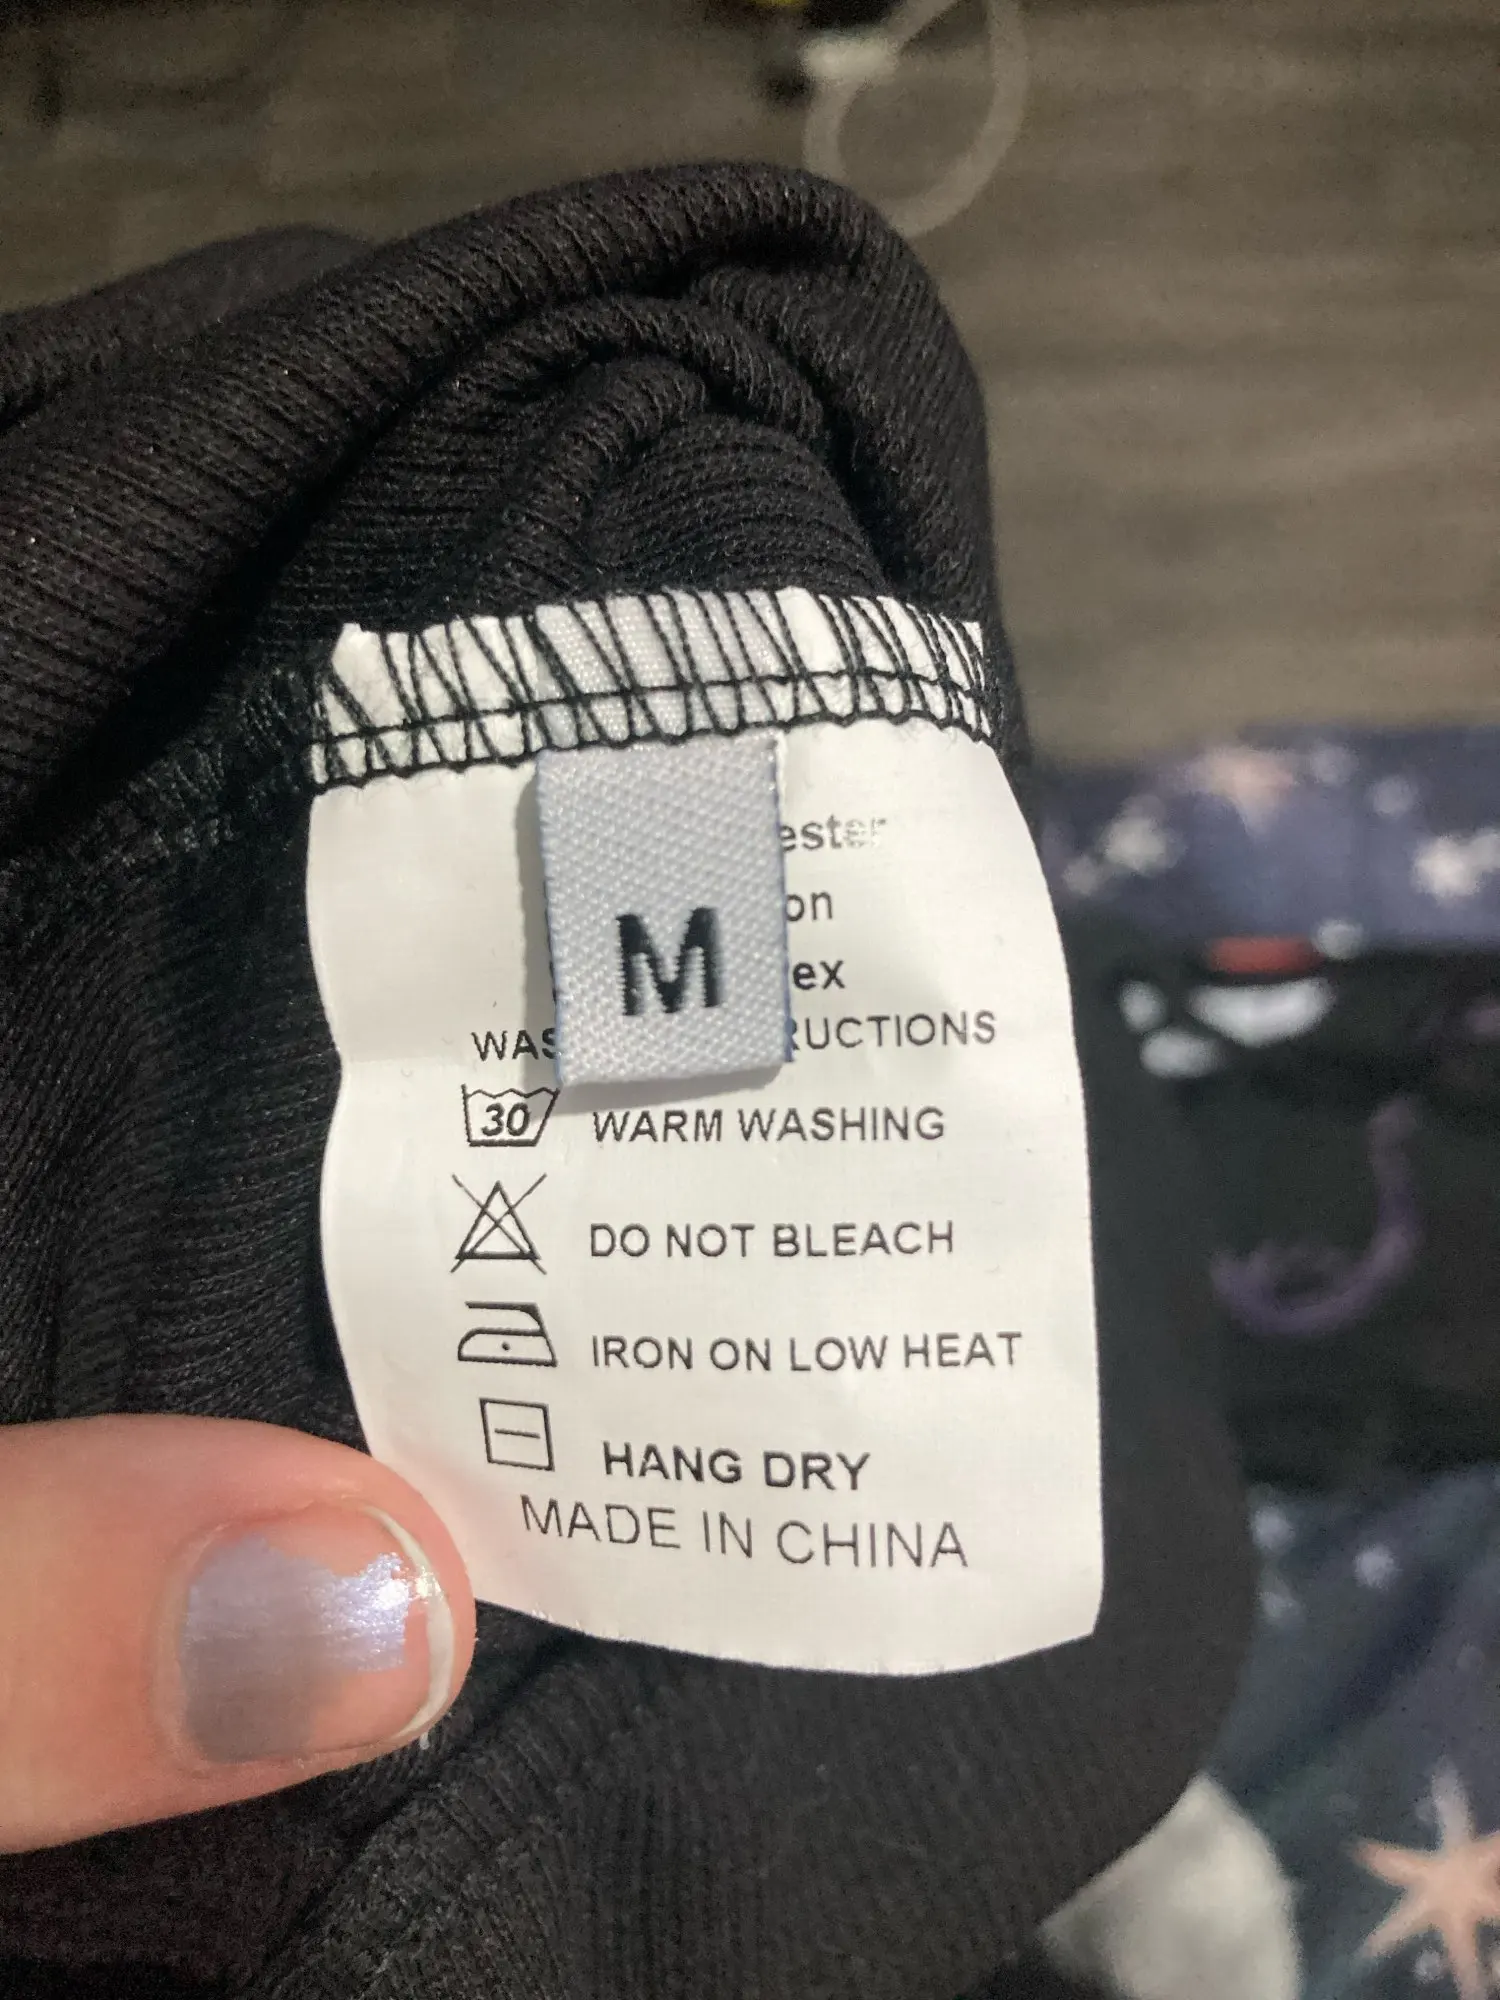 ester
on
M
ex
WAS RUCTIONS
30 WARM WASHING
DO NOT BLEACH
IRON ON LOW HEAT
HANG DRY
MADE IN CHINA